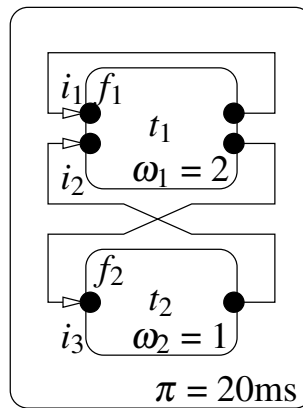 i₁ f₁
t₁
i₂ ω₁ = 2
f₂
t₂
i₃ ω₂ = 1
π = 20ms